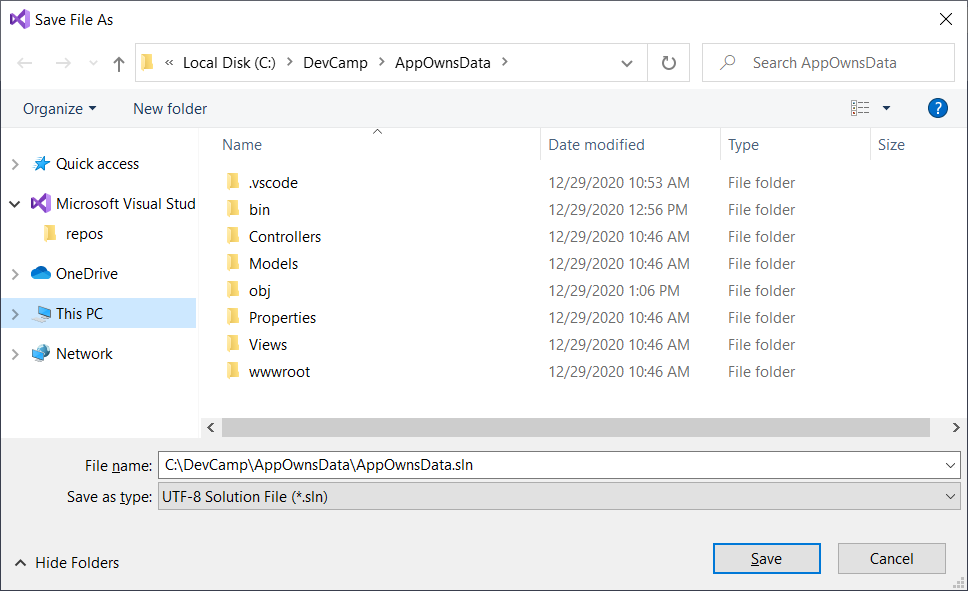 Save File As
« Local Disk (C:) > DevCamp > AppOwnsData >
Search AppOwnsData
Organize
New folder
?
Name Date modified Type Size
Quick access
Microsoft Visual Stud
repos
OneDrive
This PC
Network
.vscode 12/29/2020 10:53 AM File folder
bin 12/29/2020 12:56 PM File folder
Controllers 12/29/2020 10:46 AM File folder
Models 12/29/2020 10:46 AM File folder
obj 12/29/2020 1:06 PM File folder
Properties 12/29/2020 10:46 AM File folder
Views 12/29/2020 10:46 AM File folder
wwwroot 12/29/2020 10:46 AM File folder
File name: C:\DevCamp\AppOwnsData\AppOwnsData.sln
Save as type: UTF-8 Solution File (*.sln)
Hide Folders
Save
Cancel